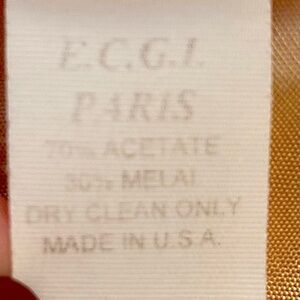 E.C.G.I.
PARIS
70% ACETATE
30% MELAI
DRY CLEAN ONLY
MADE IN U.S.A.